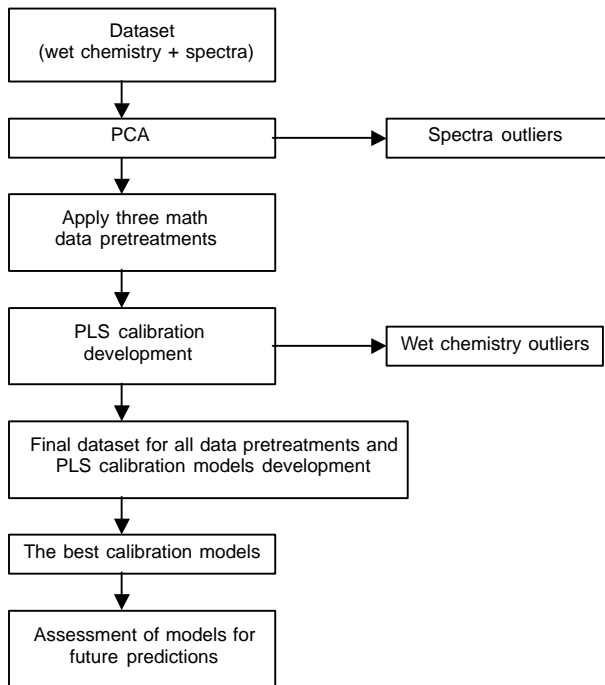 Dataset
(wet chemistry + spectra)
PCA
Spectra outliers
Apply three math
data pretreatments
PLS calibration
development
Wet chemistry outliers
Final dataset for all data pretreatments and
PLS calibration models development
The best calibration models
Assessment of models for
future predictions